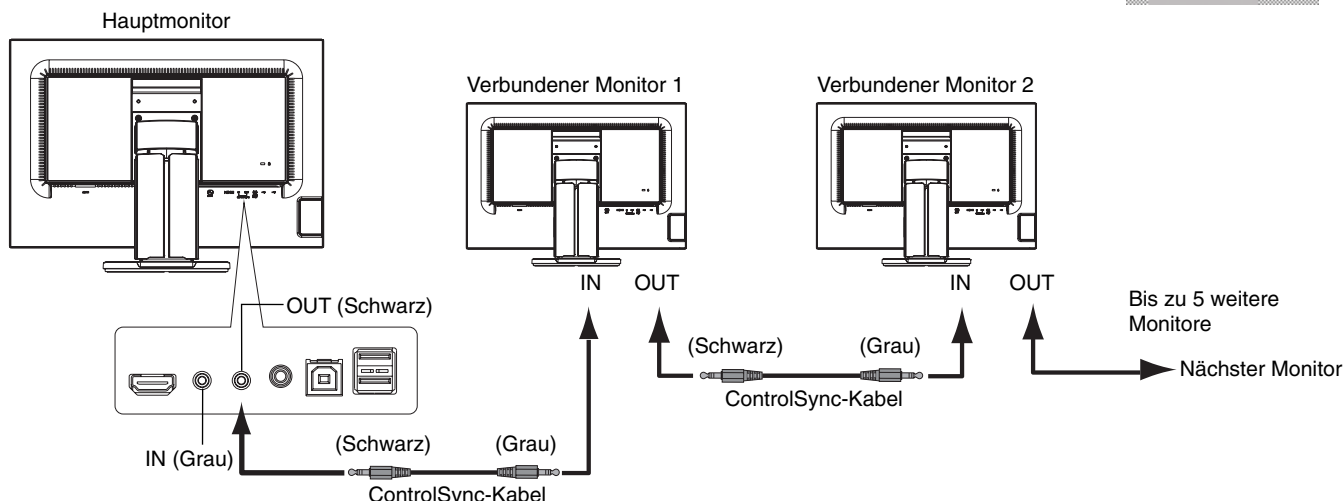 Hauptmonitor
Verbundener Monitor 1
Verbundener Monitor 2
IN
OUT
IN
OUT
OUT (Schwarz)
Bis zu 5 weitere
Monitore
(Schwarz)
(Grau)
Nächster Monitor
ControlSync-Kabel
IN (Grau)
(Schwarz)
(Grau)
ControlSync-Kabel